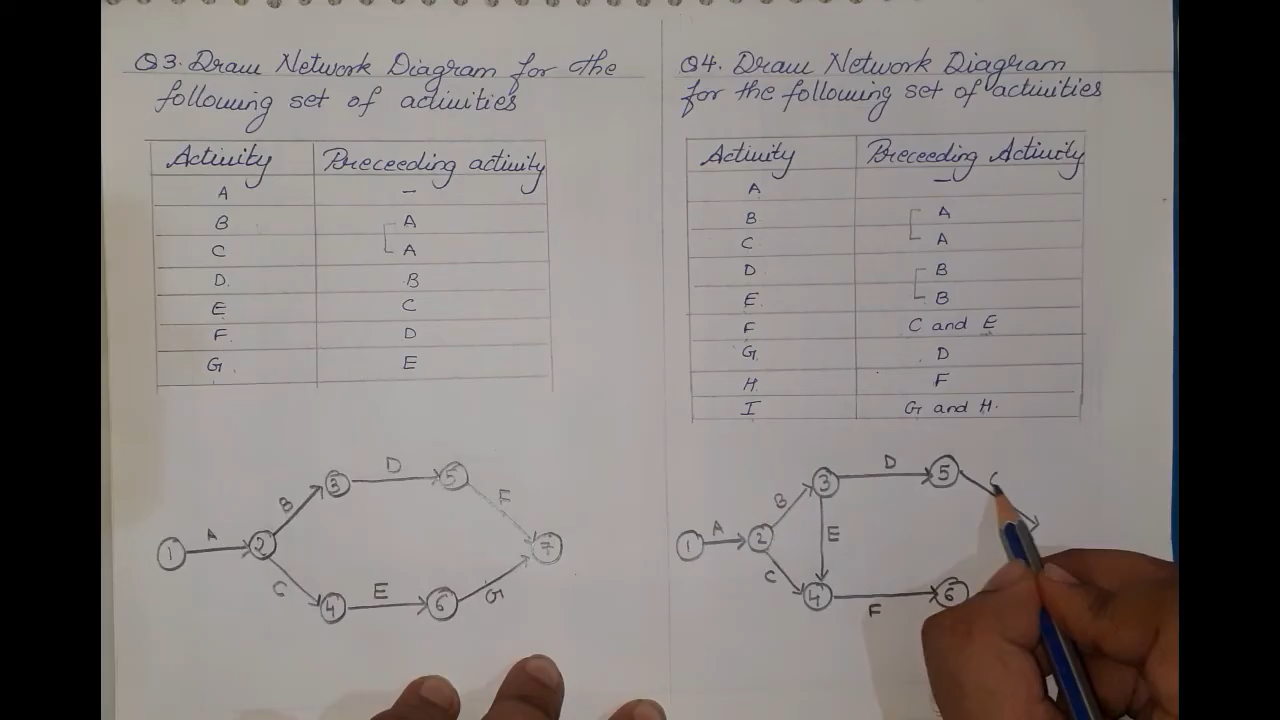 Q3. Draw Network Diagram for the
following set of activities
Activity Preceeding activity
A –
B A
C A
D. B
E C
F. D
G. E
B D 5 F
3
1 A 2 7
C E G
4 6
Q4. Draw Network Diagram
for the following set of activities
Activity Preceeding Activity
A –
B A
C A
D B
E. B
F C and E
G. D
H. F
I G and H.
B 3 D 5
1 A 2 E
C 4 F 6